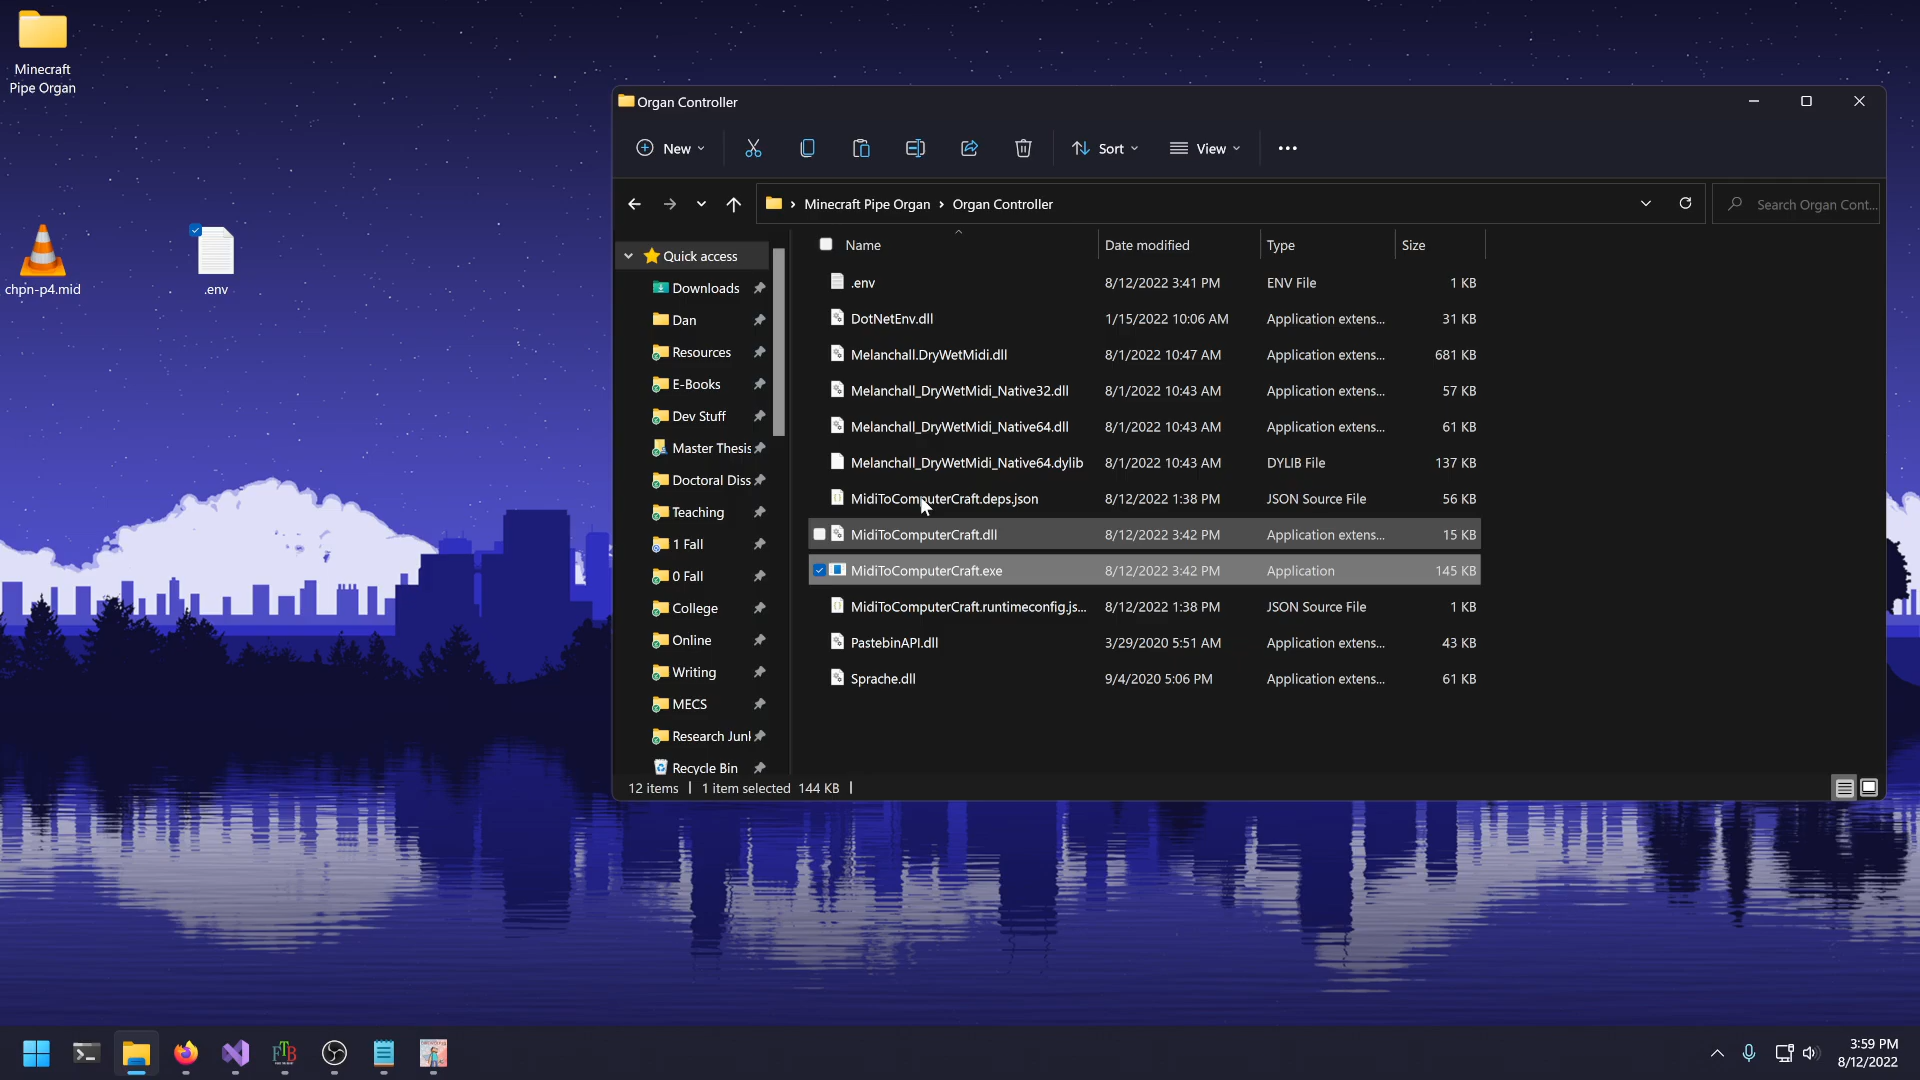 Minecraft
Pipe Organ
chpn-p4.mid
.env
Organ Controller
New
Sort
View
Minecraft Pipe Organ › Organ Controller
Search Organ Cont...
Quick access
Downloads
Dan
Resources
E-Books
Dev Stuff
Master Thesis
Doctoral Diss
Teaching
1 Fall
0 Fall
College
Online
Writing
MECS
Research Junk
Recycle Bin
Name Date modified Type Size
.env 8/12/2022 3:41 PM ENV File 1 KB
DotNetEnv.dll 1/15/2022 10:06 AM Application extens... 31 KB
Melanchall.DryWetMidi.dll 8/1/2022 10:47 AM Application extens... 681 KB
Melanchall_DryWetMidi_Native32.dll 8/1/2022 10:43 AM Application extens... 57 KB
Melanchall_DryWetMidi_Native64.dll 8/1/2022 10:43 AM Application extens... 61 KB
Melanchall_DryWetMidi_Native64.dylib 8/1/2022 10:43 AM DYLIB File 137 KB
MidiToComputerCraft.deps.json 8/12/2022 1:38 PM JSON Source File 56 KB
MidiToComputerCraft.dll 8/12/2022 3:42 PM Application extens... 15 KB
MidiToComputerCraft.exe 8/12/2022 3:42 PM Application 145 KB
MidiToComputerCraft.runtimeconfig.js... 8/12/2022 1:38 PM JSON Source File 1 KB
PastebinAPI.dll 3/29/2020 5:51 AM Application extens... 43 KB
Sprache.dll 9/4/2020 5:06 PM Application extens... 61 KB
12 items | 1 item selected 144 KB |
FTB
3:59 PM
8/12/2022